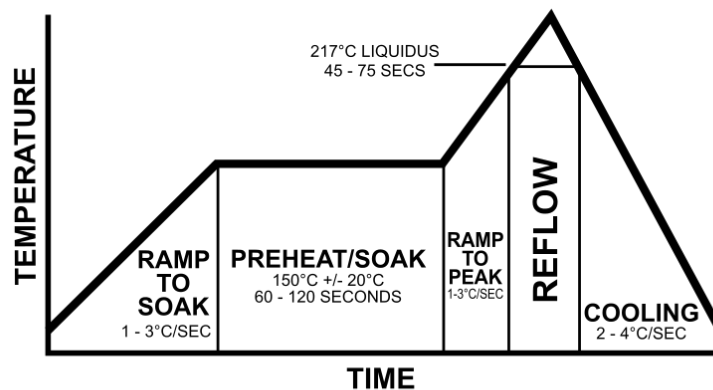 217°C LIQUIDUS
45 - 75 SECS
TEMPERATURE
RAMP
TO
SOAK
1 - 3°C/SEC
PREHEAT/SOAK
150°C +/- 20°C
60 - 120 SECONDS
RAMP
TO
PEAK
1-3°C/SEC
REFLOW
COOLING
2 - 4°C/SEC
TIME